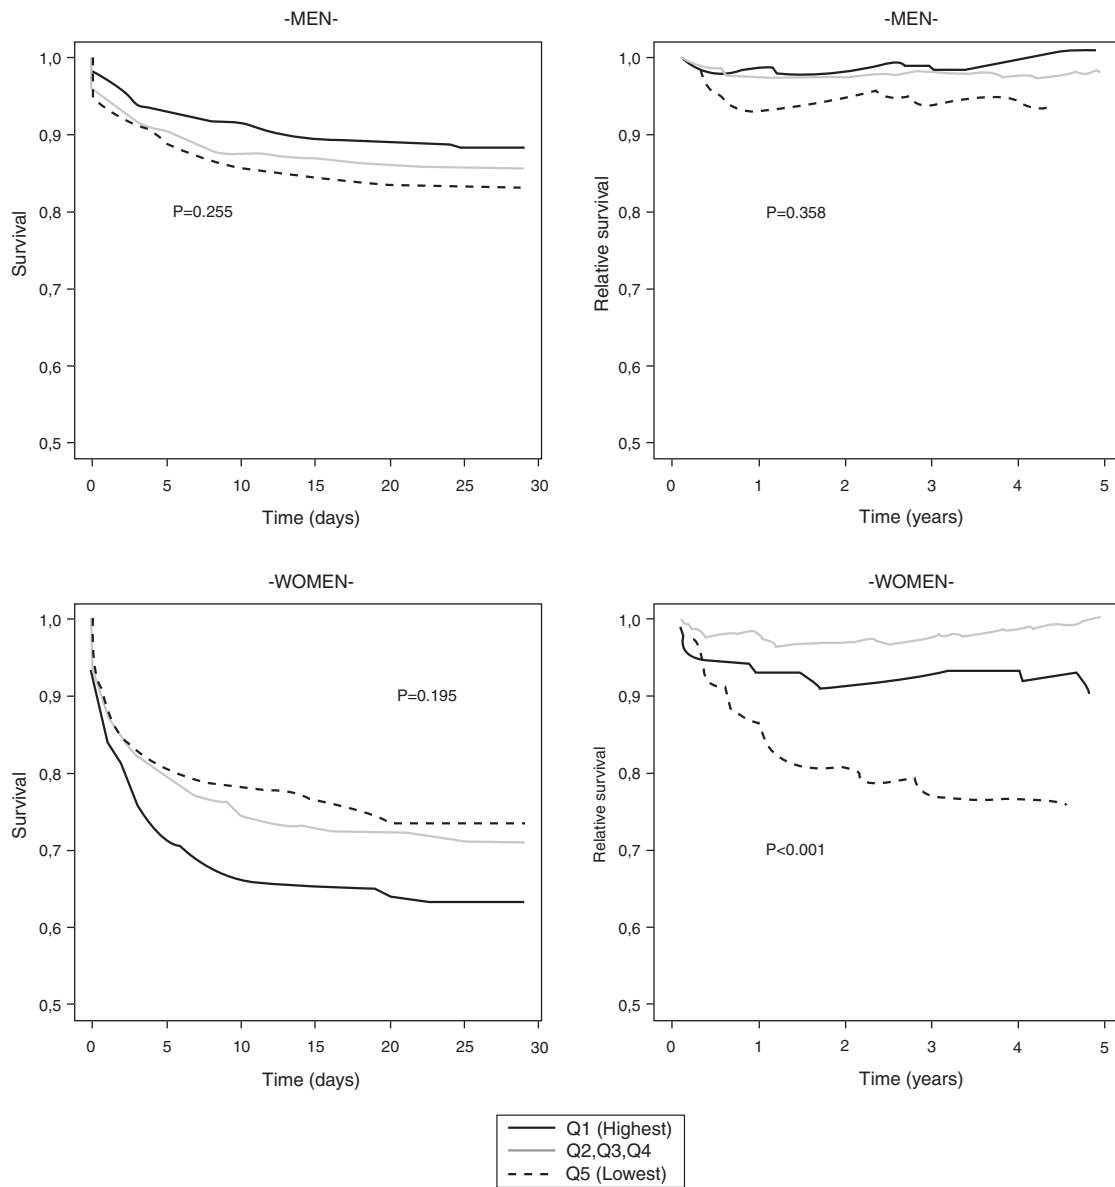 -MEN-
1,0
0,9
0,8
0,7
0,6
0,5
Survival
P=0.255
0 5 10 15 20 25 30
Time (days)
-MEN-
1,0
0,9
0,8
0,7
0,6
0,5
Relative survival
P=0.358
0 1 2 3 4 5
Time (years)
-WOMEN-
1,0
0,9
0,8
0,7
0,6
0,5
Survival
P=0.195
0 5 10 15 20 25 30
Time (days)
-WOMEN-
1,0
0,9
0,8
0,7
0,6
0,5
Relative survival
P<0.001
0 1 2 3 4 5
Time (years)
Q1 (Highest)
Q2,Q3,Q4
Q5 (Lowest)